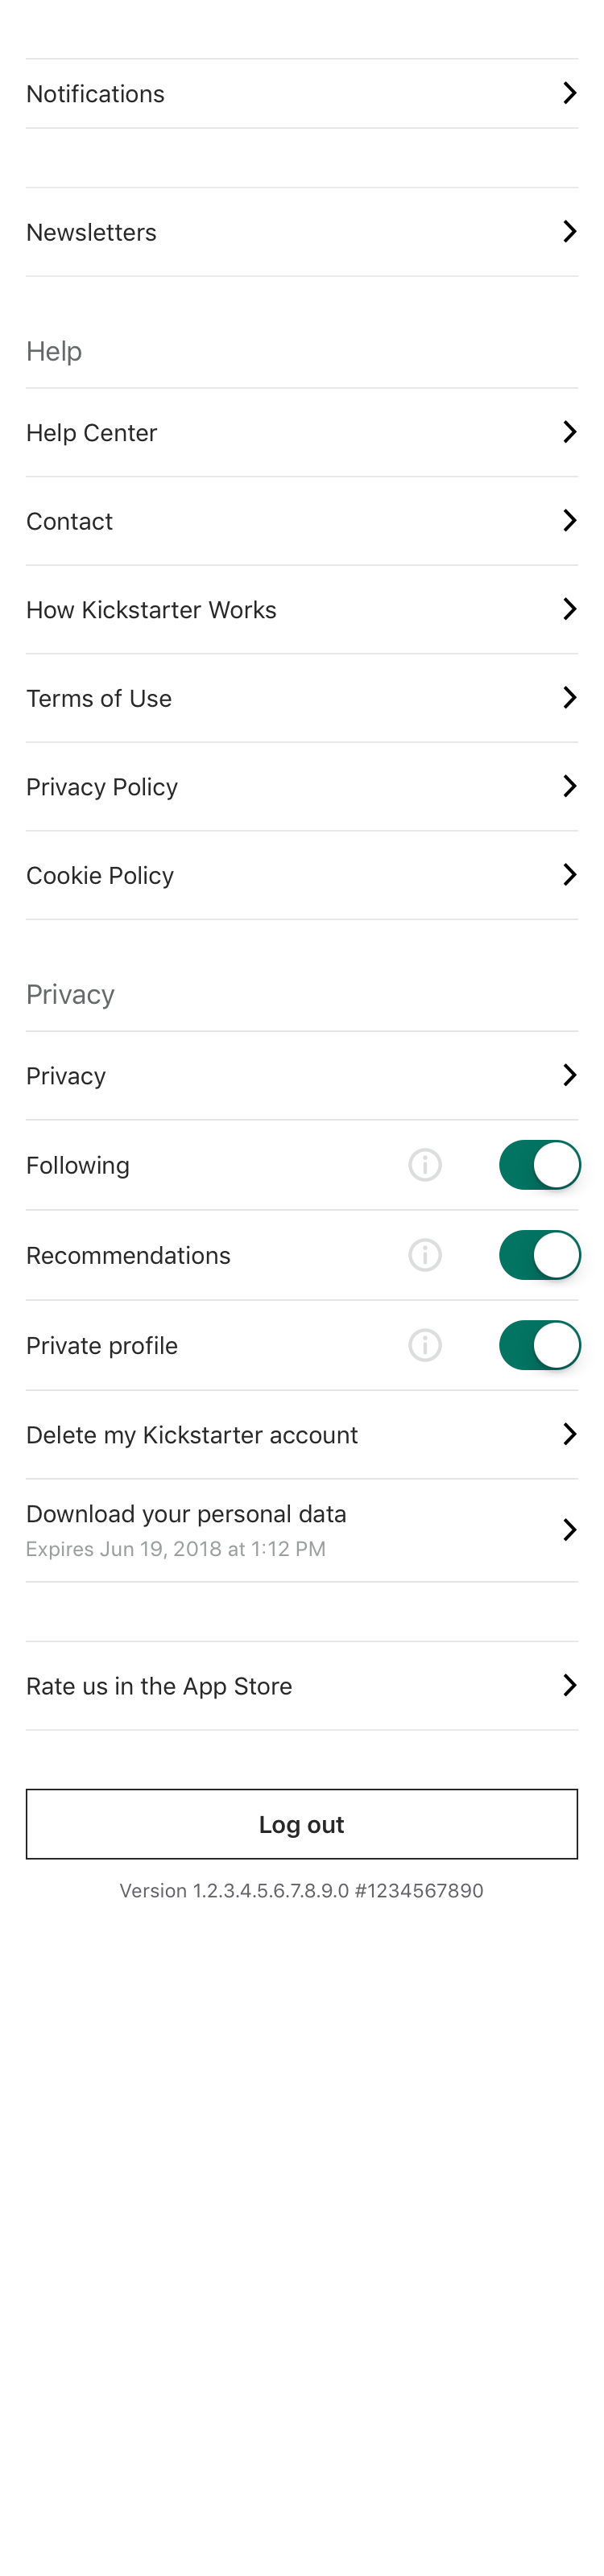 Notifications
Newsletters
Help
Help Center
Contact
How Kickstarter Works
Terms of Use
Privacy Policy
Cookie Policy
Privacy
Privacy
Following
Recommendations
Private profile
Delete my Kickstarter account
Download your personal data
Expires Jun 19, 2018 at 1:12 PM
Rate us in the App Store
Log out
Version 1.2.3.4.5.6.7.8.9.0 #1234567890